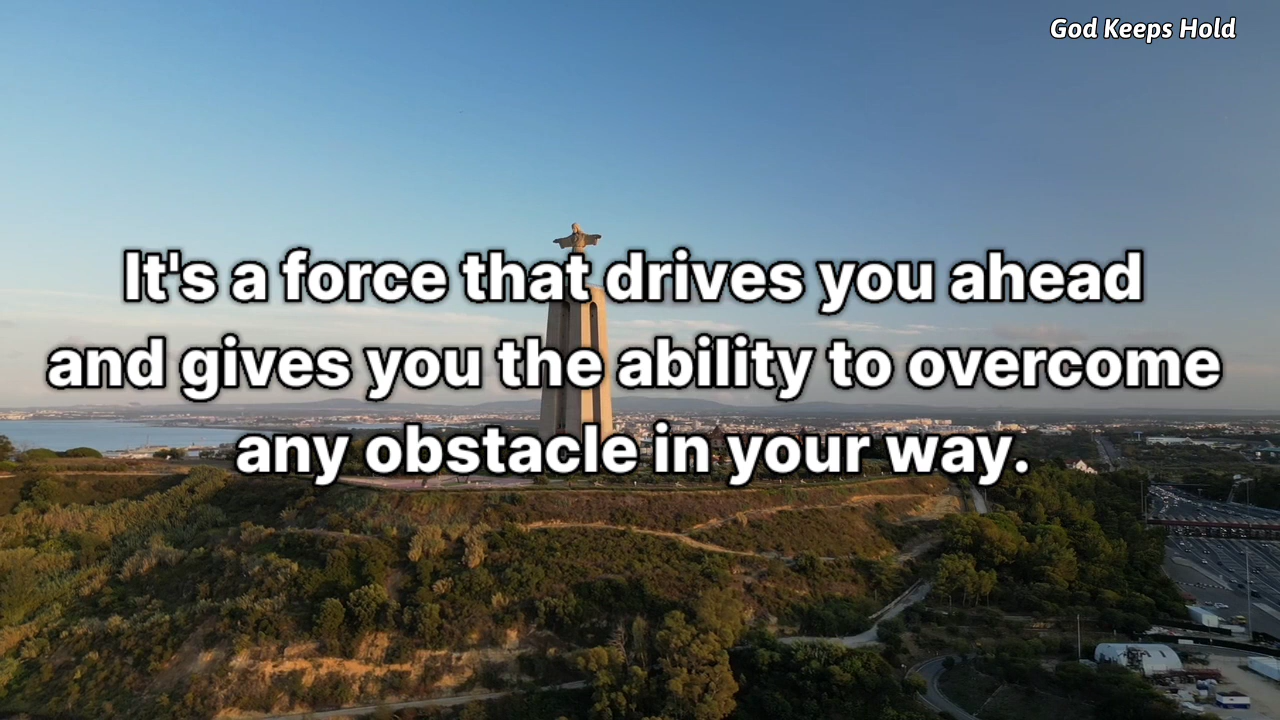 God Keeps Hold
It's a force that drives you ahead
and gives you the ability to overcome
any obstacle in your way.